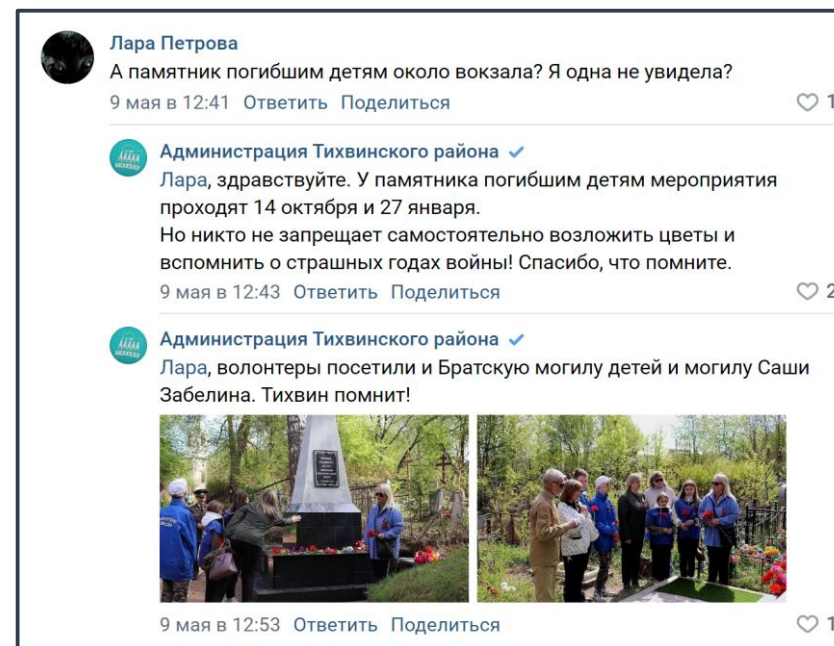 Лара Петрова
А памятник погибшим детям около вокзала? Я одна не увидела?
9 мая в 12:41 Ответить Поделиться 1
Администрация Тихвинского района
Лара, здравствуйте. У памятника погибшим детям мероприятия
проходят 14 октября и 27 января.
Но никто не запрещает самостоятельно возложить цветы и
вспомнить о страшных годах войны! Спасибо, что помните.
9 мая в 12:43 Ответить Поделиться 2
Администрация Тихвинского района
Лара, волонтеры посетили и Братскую могилу детей и могилу Саши
Забелина. Тихвин помнит!
9 мая в 12:53 Ответить Поделиться 1